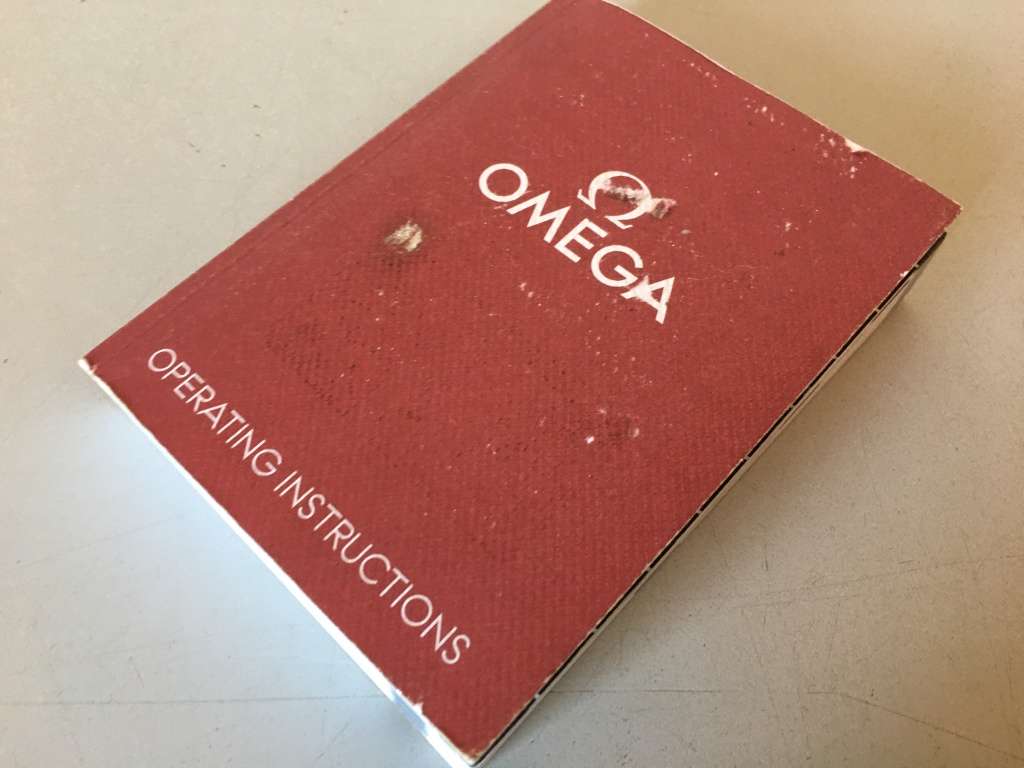 Ω
OMEGA
OPERATING INSTRUCTIONS